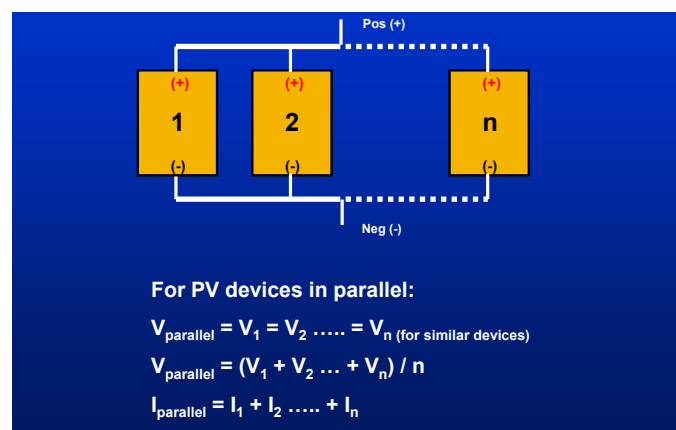 Pos (+)
(+) (+) (+)
1 2 n
(-) (-) (-)
Neg (-)
For PV devices in parallel:
Vparallel = V1 = V2 ….. = Vn (for similar devices)
Vparallel = (V1 + V2 … + Vn) / n
Iparallel = I1 + I2 ….. + In